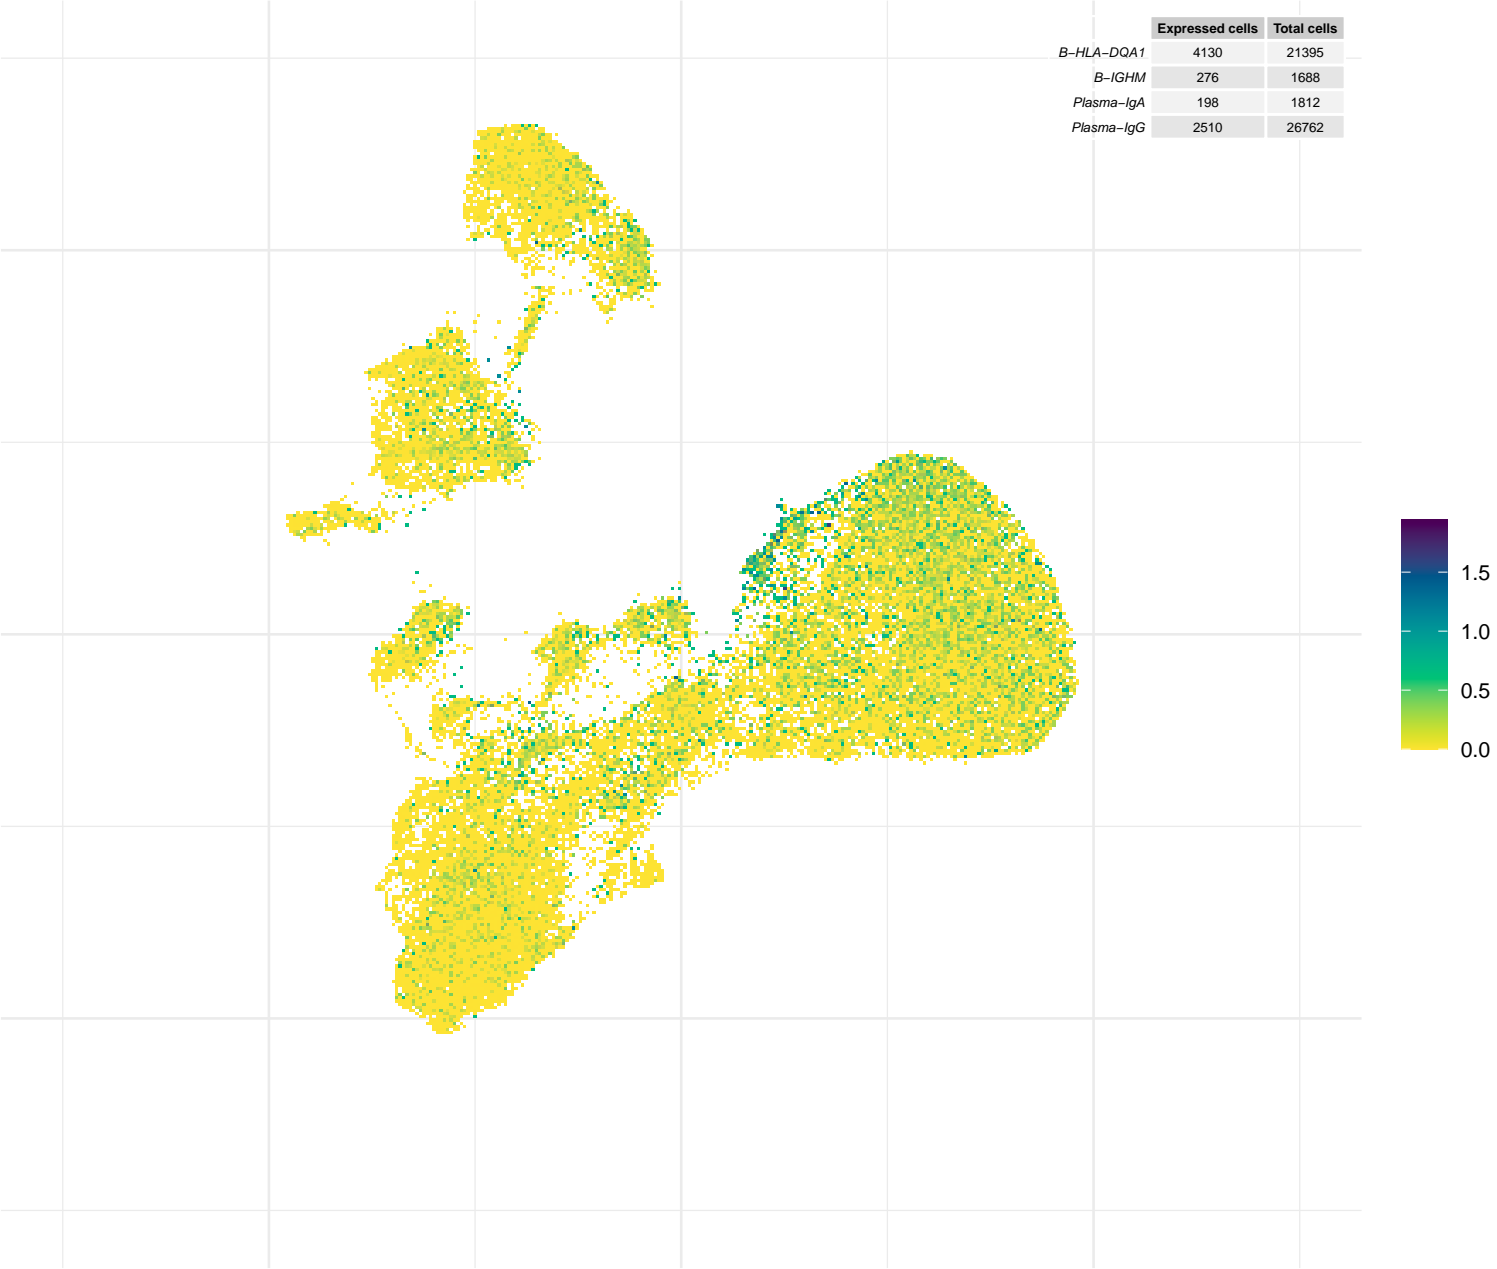 Expressed cells Total cells
B−HLA−DQA1 4130 21395
B−IGHM 276 1688
Plasma−IgA 198 1812
Plasma−IgG 2510 26762
1.5
1.0
0.5
0.0